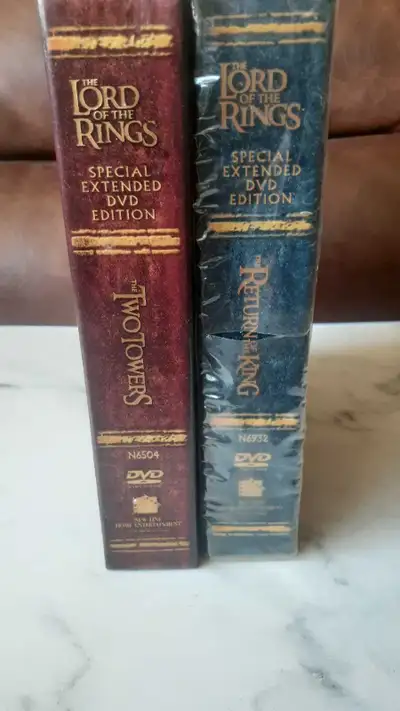 THE
LORD
OF THE
RINGS
SPECIAL
EXTENDED
DVD
EDITION
THE TWO TOWERS
N6504
DVD
NEW LINE
HOME ENTERTAINMENT
THE
LORD
OF THE
RINGS
SPECIAL
EXTENDED
DVD
EDITION
THE RETURN OF THE KING
N6932
DVD